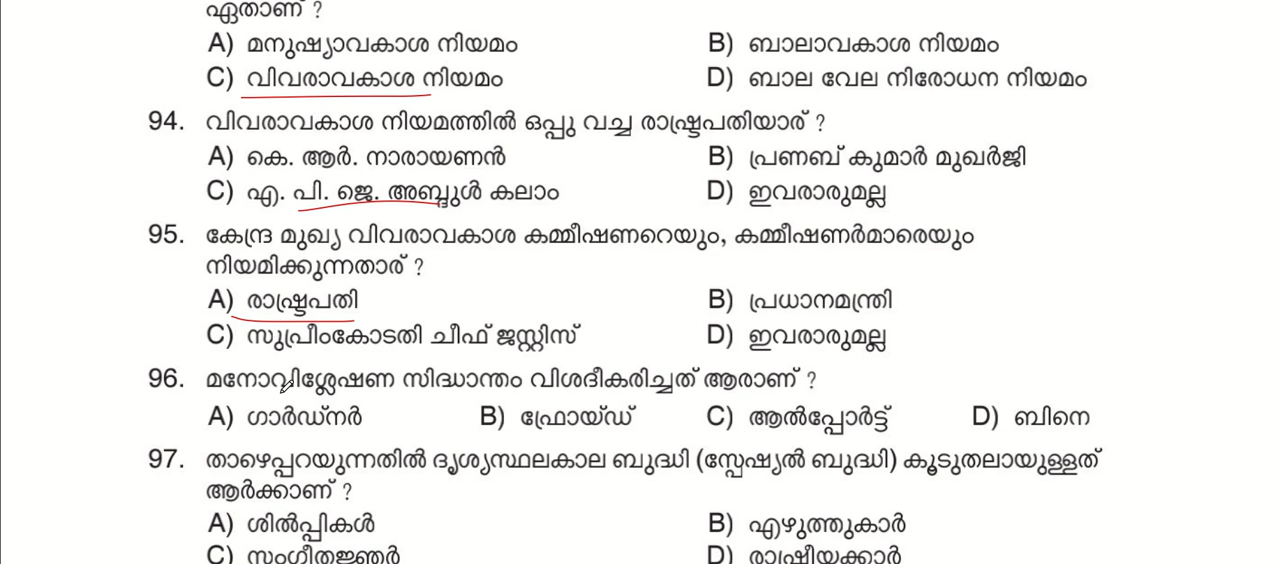 ഏതാണ് ?
A) മനുഷ്യാവകാശ നിയമം B) ബാലാവകാശ നിയമം
C) വിവരാവകാശ നിയമം D) ബാല വേല നിരോധന നിയമം
94. വിവരാവകാശ നിയമത്തിൽ ഒപ്പു വച്ച രാഷ്ട്രപതിയാര് ?
A) കെ. ആർ. നാരായണൻ B) പ്രണബ് കുമാർ മുഖർജി
C) എ. പി. ജെ. അബ്ദുൾ കലാം D) ഇവരാരുമല്ല
95. കേന്ദ്ര മുഖ്യ വിവരാവകാശ കമ്മീഷണറെയും, കമ്മീഷണർമാരെയും
നിയമിക്കുന്നതാര് ?
A) രാഷ്ട്രപതി B) പ്രധാനമന്ത്രി
C) സുപ്രീംകോടതി ചീഫ് ജസ്റ്റിസ് D) ഇവരാരുമല്ല
96. മനോവിശ്ലേഷണ സിദ്ധാന്തം വിശദീകരിച്ചത് ആരാണ് ?
A) ഗാർഡ്നർ B) ഫ്രോയ്ഡ് C) ആൽപ്പോർട്ട് D) ബിനെ
97. താഴെപ്പറയുന്നതിൽ ദൃശ്യസ്ഥലകാല ബുദ്ധി (സ്പേഷ്യൽ ബുദ്ധി) കൂടുതലായുള്ളത്
ആർക്കാണ് ?
A) ശിൽപ്പികൾ B) എഴുത്തുകാർ
C) സംഗീതജ്ഞർ D) രാഷ്ട്രീയക്കാർ